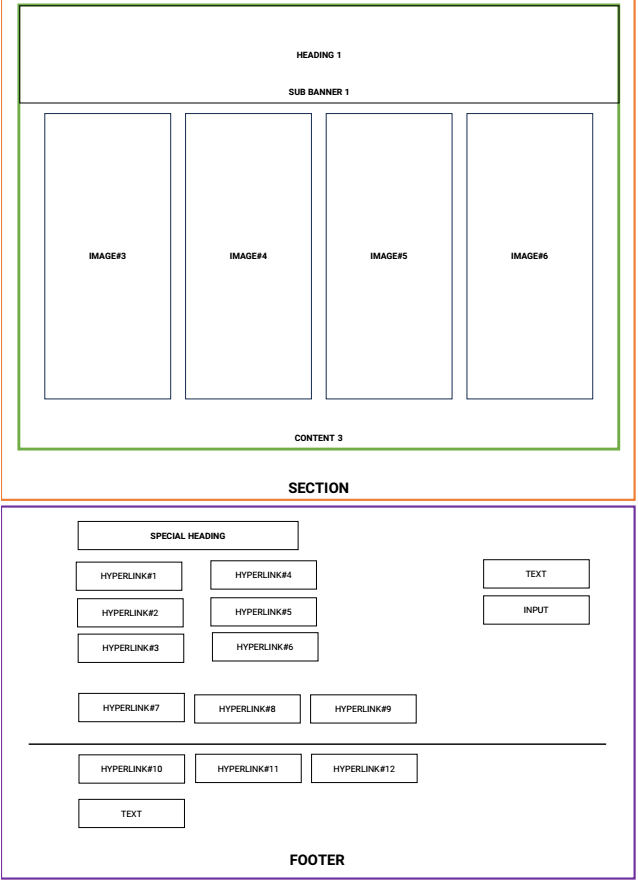 HEADING 1
SUB BANNER 1
IMAGE#3
IMAGE#4
IMAGE#5
IMAGE#6
CONTENT 3
SECTION
SPECIAL HEADING
HYPERLINK#1
HYPERLINK#4
TEXT
HYPERLINK#2
HYPERLINK#5
INPUT
HYPERLINK#3
HYPERLINK#6
HYPERLINK#7
HYPERLINK#8
HYPERLINK#9
HYPERLINK#10
HYPERLINK#11
HYPERLINK#12
TEXT
FOOTER